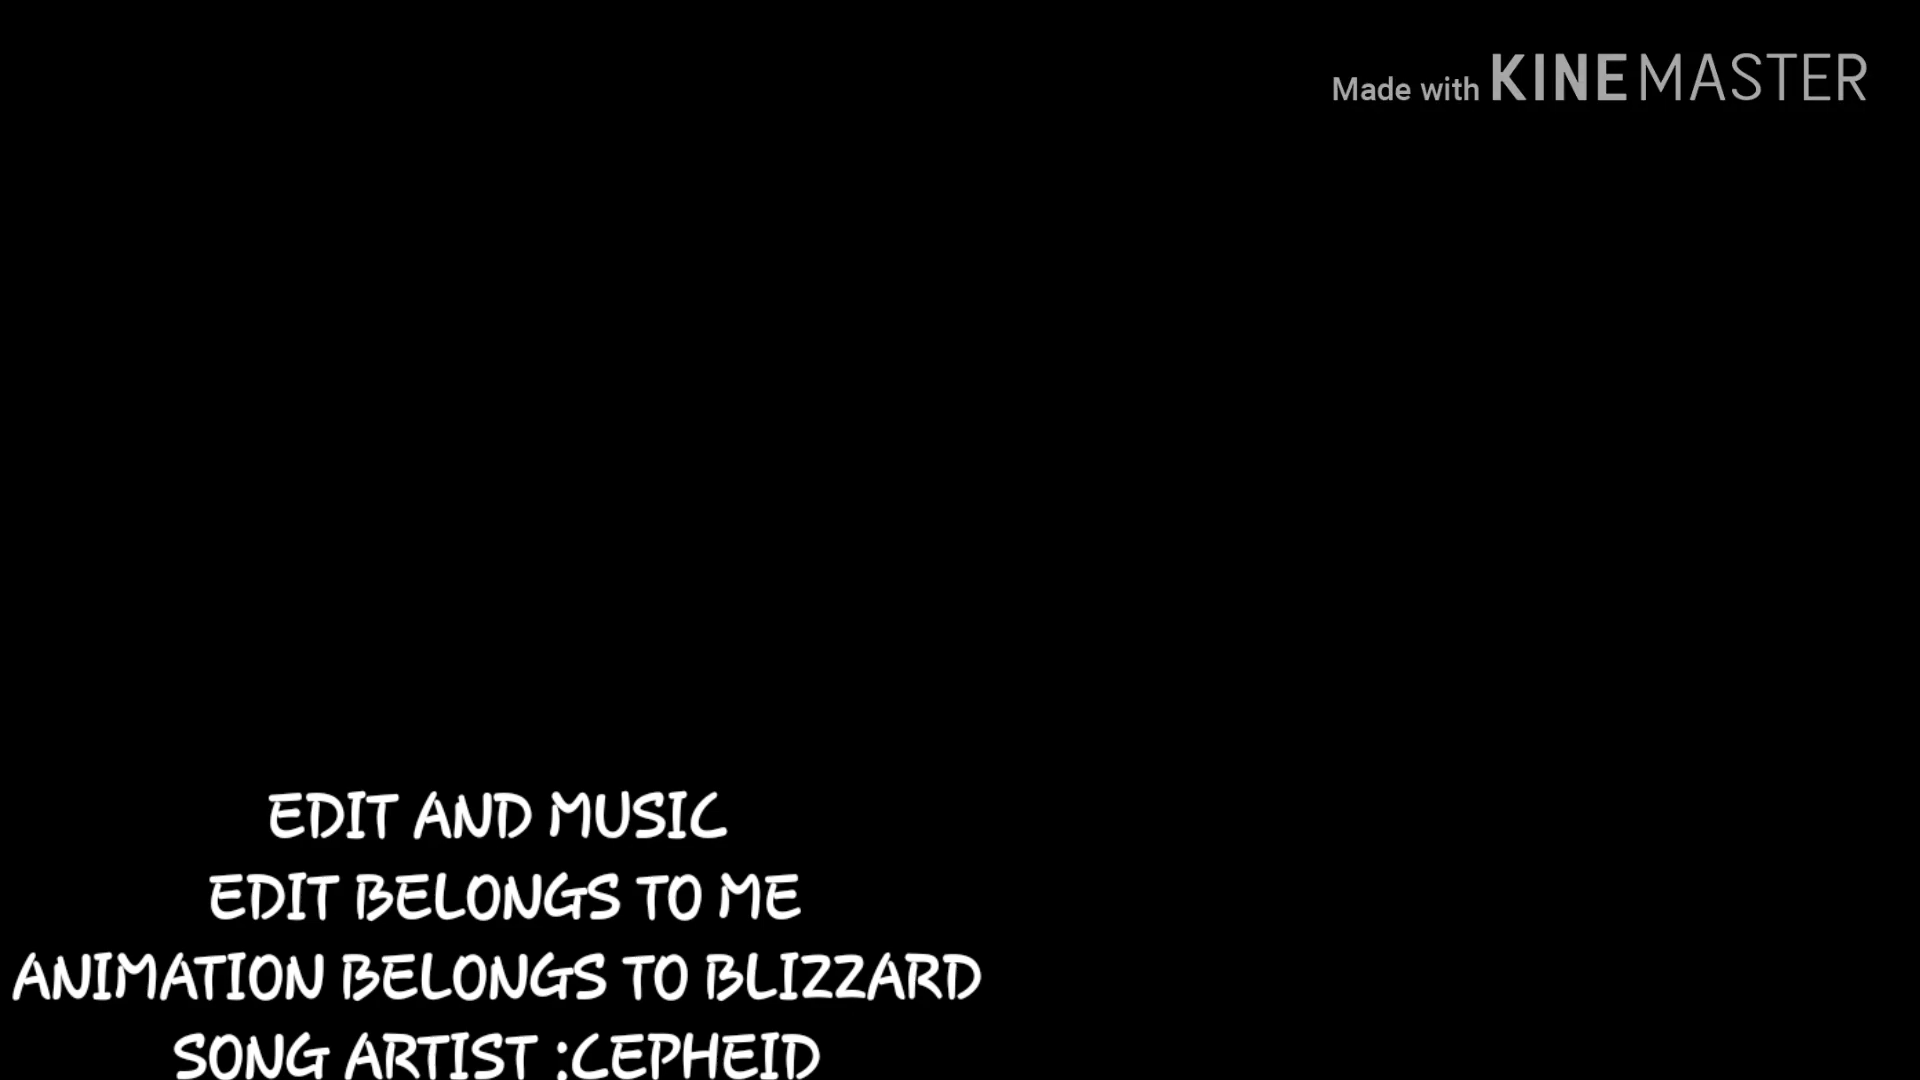 Made with KINEMASTER
EDIT AND MUSIC
EDIT BELONGS TO ME
ANIMATION BELONGS TO BLIZZARD
SONG ARTIST :CEPHEID